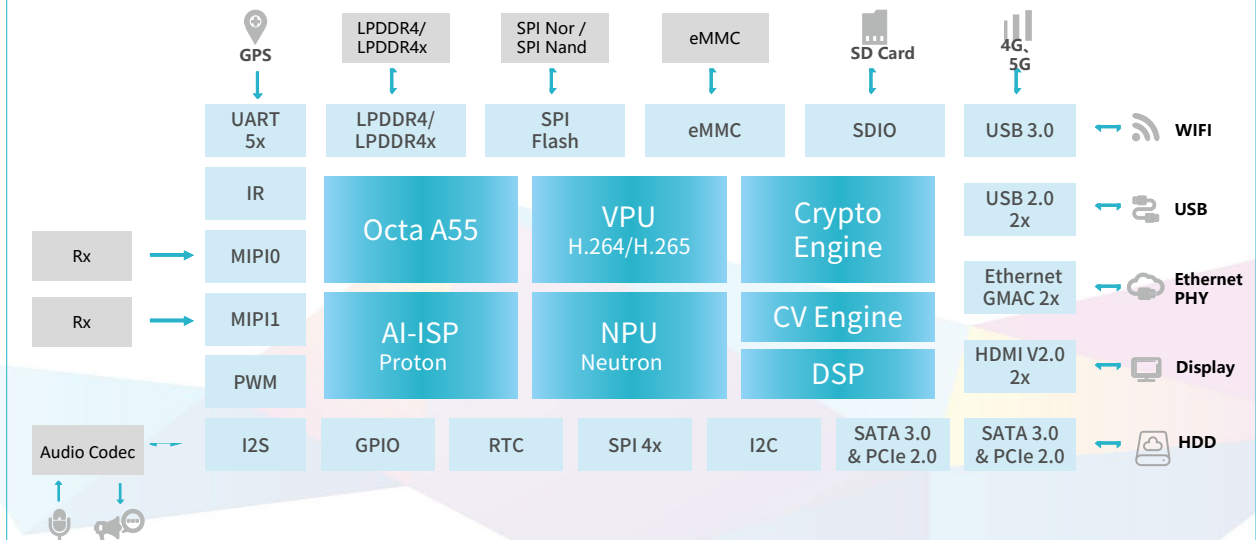 GPS
LPDDR4/
LPDDR4x
SPI Nor /
SPI Nand
eMMC
SD Card
4G、
5G
UART
5x
LPDDR4/
LPDDR4x
SPI
Flash
eMMC
SDIO
USB 3.0
WIFI
IR
Octa A55
VPU
H.264/H.265
Crypto
Engine
USB 2.0
2x
USB
Rx
MIPI0
Ethernet
GMAC 2x
Ethernet
PHY
Rx
MIPI1
AI-ISP
Proton
NPU
Neutron
CV Engine
DSP
HDMI V2.0
2x
Display
PWM
Audio Codec
I2S
GPIO
RTC
SPI 4x
I2C
SATA 3.0
& PCIe 2.0
SATA 3.0
& PCIe 2.0
HDD